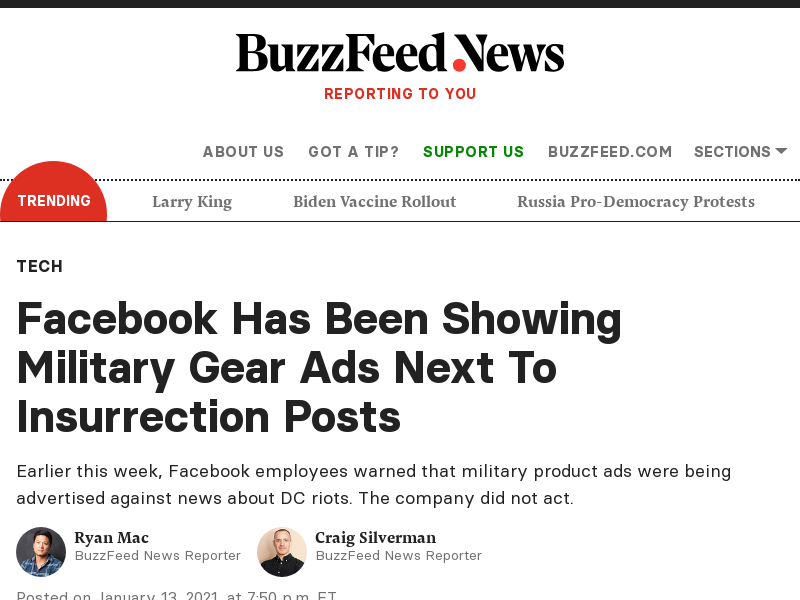 BuzzFeed News
REPORTING TO YOU
ABOUT US GOT A TIP? SUPPORT US BUZZFEED.COM SECTIONS
TRENDING Larry King Biden Vaccine Rollout Russia Pro-Democracy Protests
TECH
Facebook Has Been Showing
Military Gear Ads Next To
Insurrection Posts
Earlier this week, Facebook employees warned that military product ads were being
advertised against news about DC riots. The company did not act.
Ryan Mac Craig Silverman
BuzzFeed News Reporter BuzzFeed News Reporter
Posted on January 13, 2021, at 7:50 p.m. ET